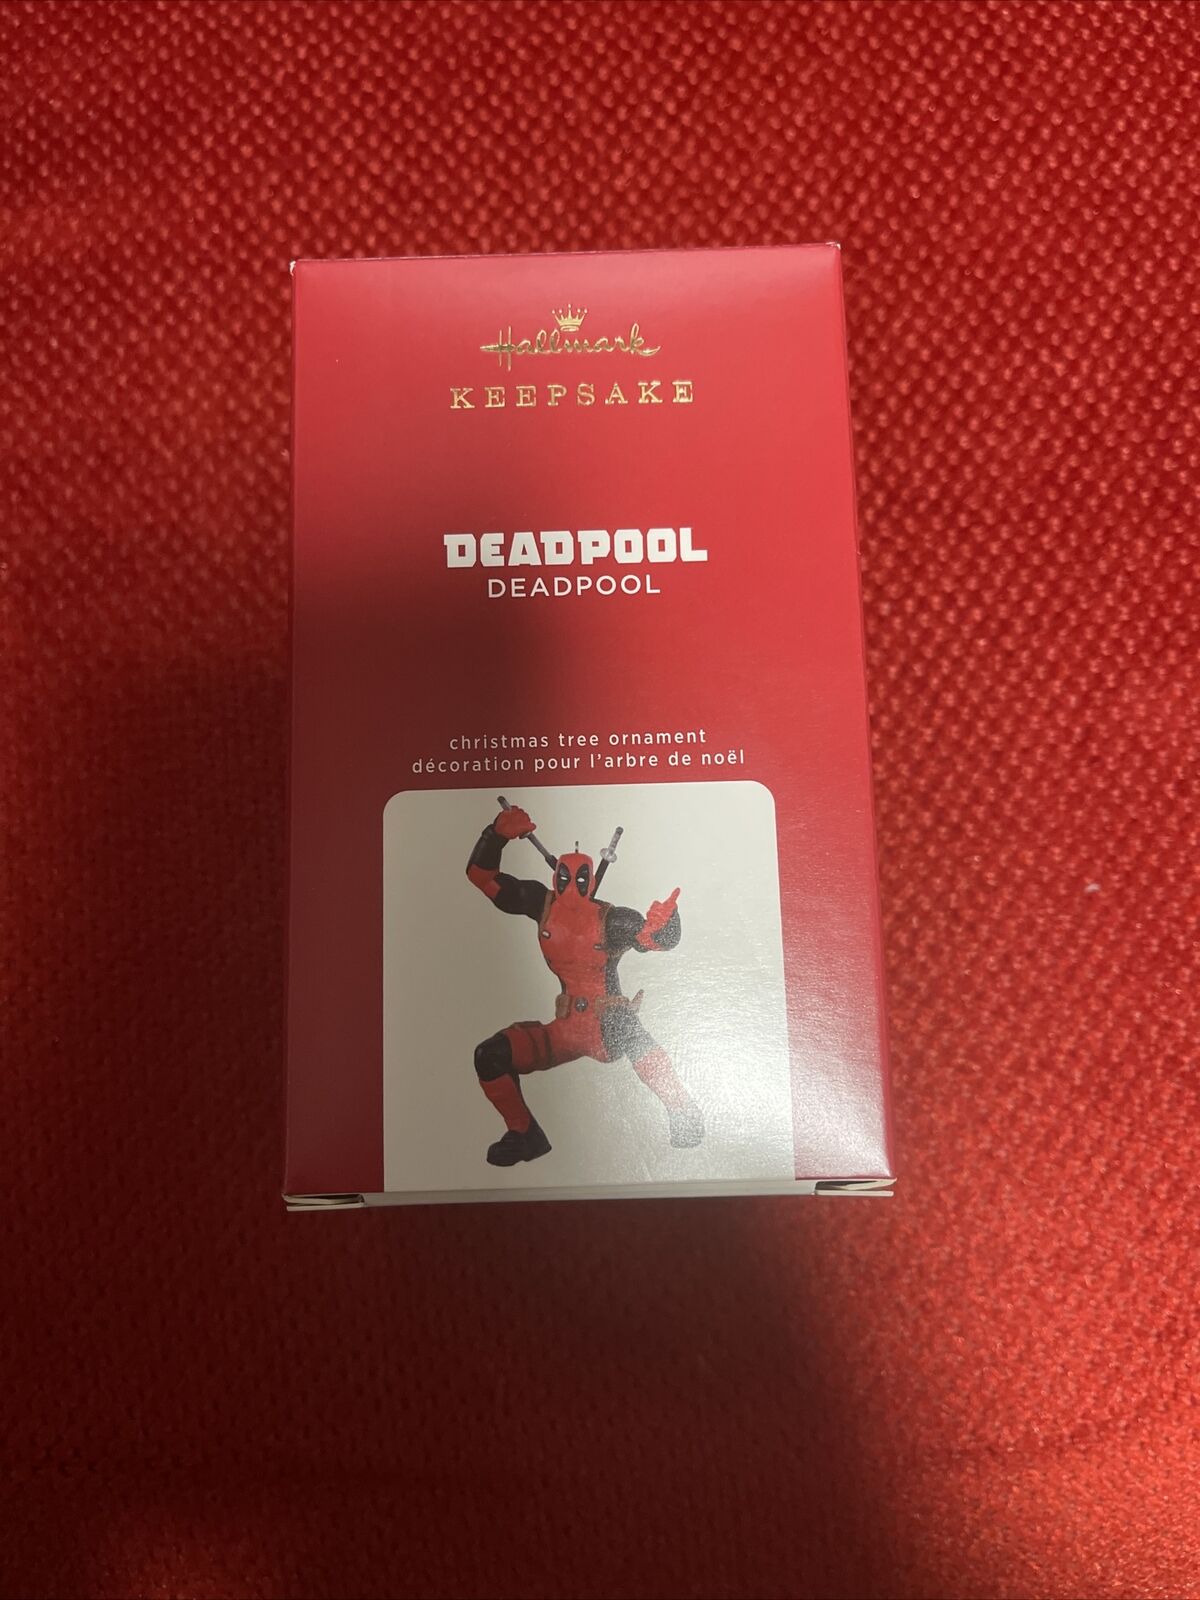 Hallmark
KEEPSAKE
DEADPOOL
DEADPOOL
christmas tree ornament
décoration pour l'arbre de noël